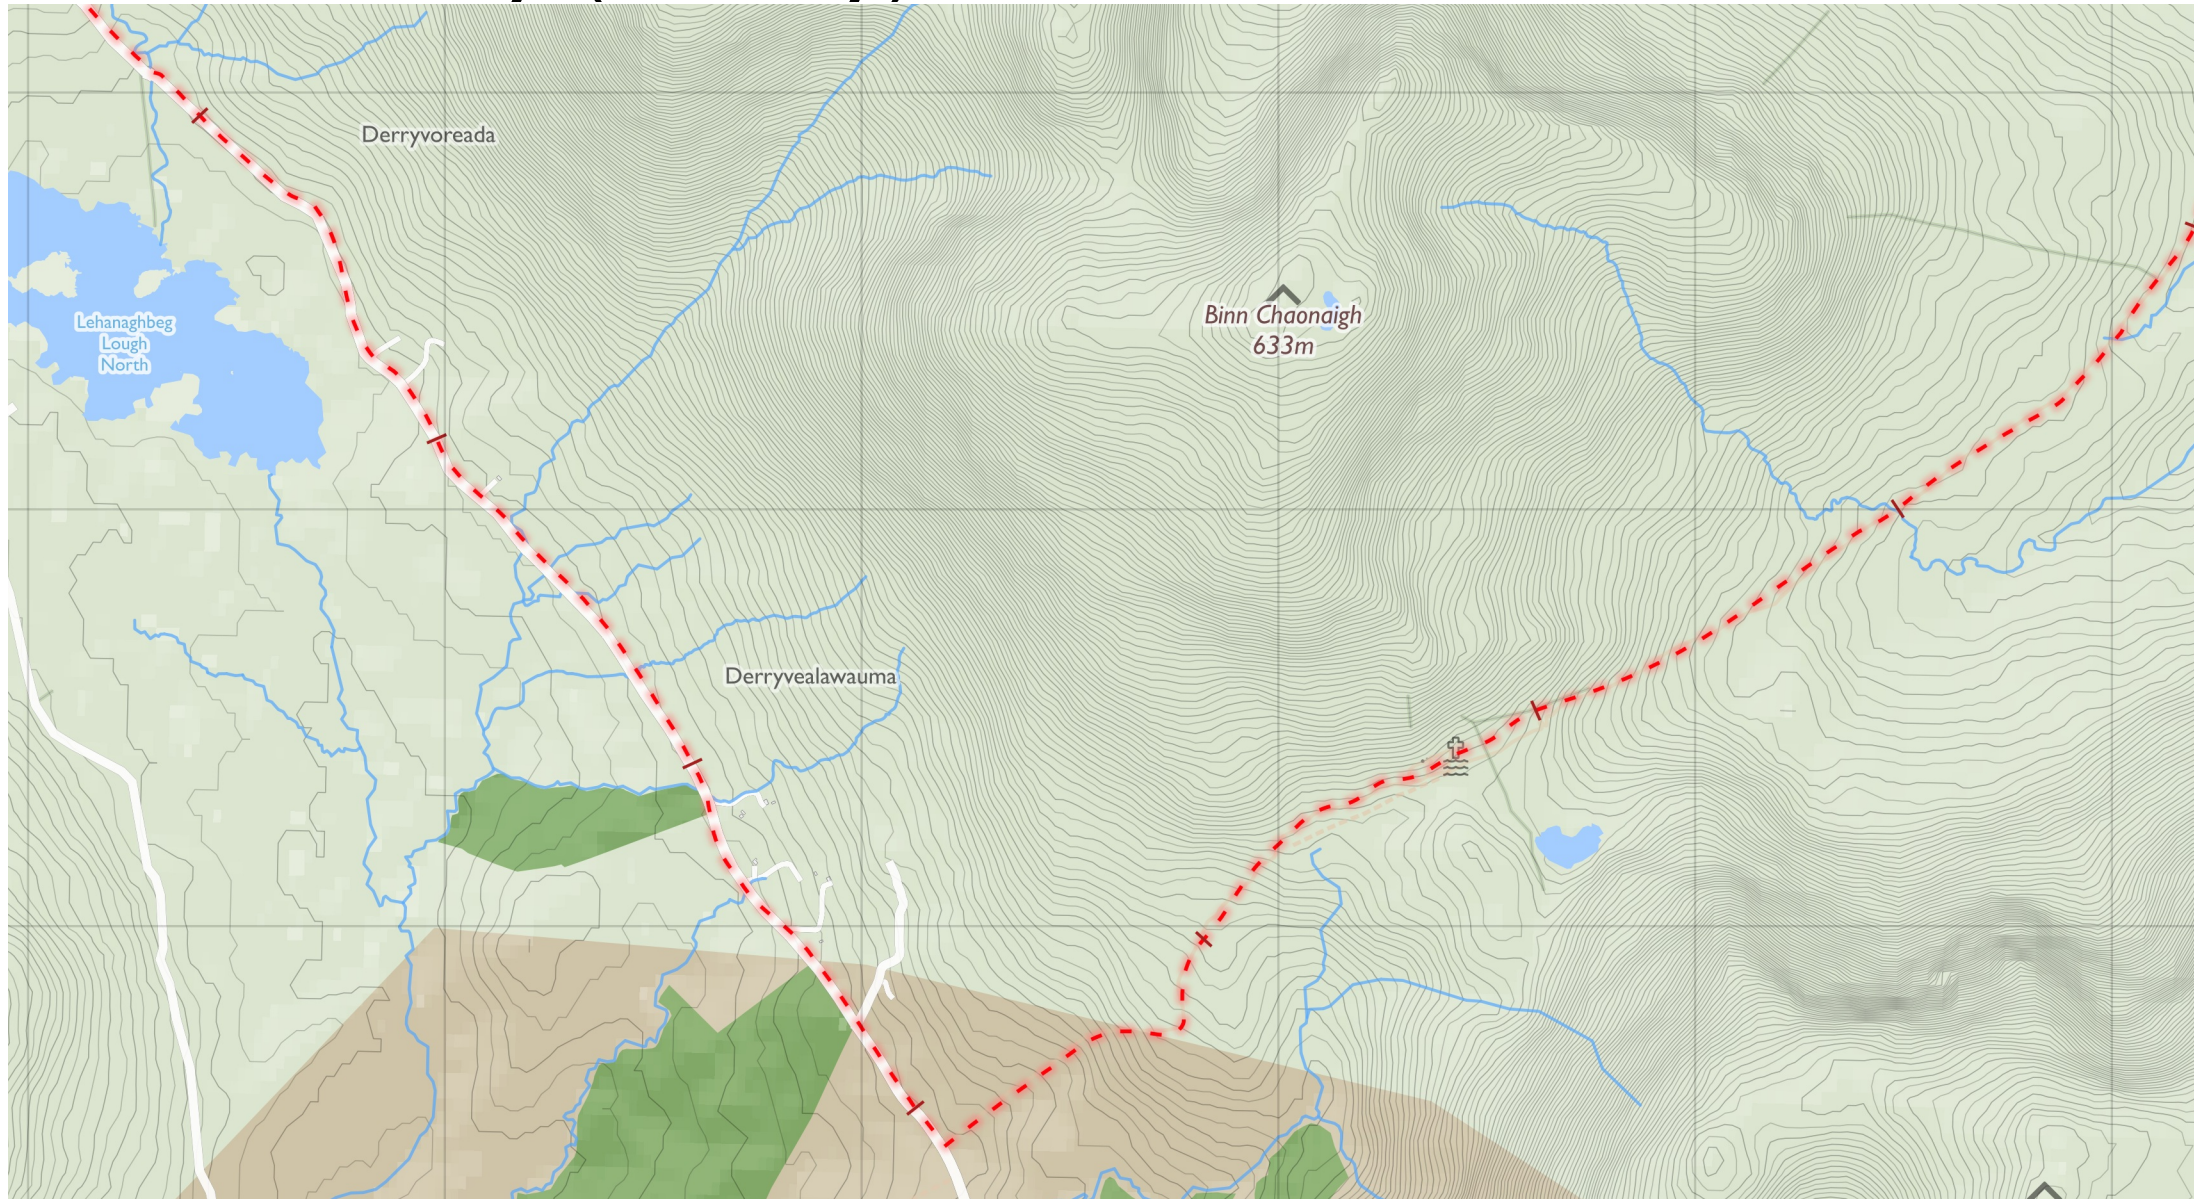 Derryvoreada
Lehanaghbeg
Lough
North
Binn Chaonaigh
633m
Derryvealawauma